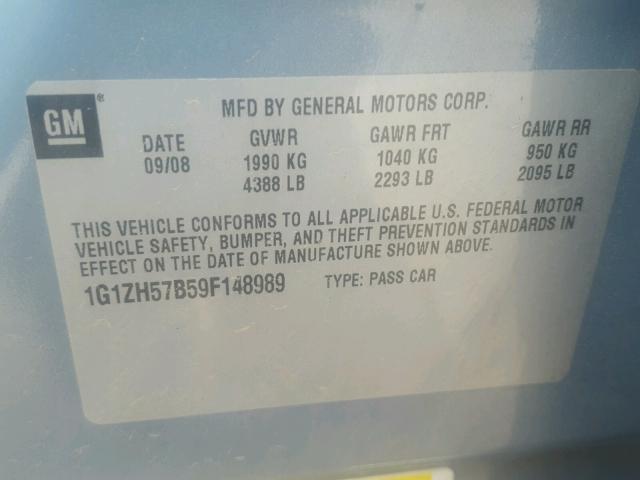 GM
®
MFD BY GENERAL MOTORS CORP.
DATE GVWR GAWR FRT GAWR RR
09/08 1990 KG 1040 KG 950 KG
4388 LB 2293 LB 2095 LB
THIS VEHICLE CONFORMS TO ALL APPLICABLE U.S. FEDERAL MOTOR
VEHICLE SAFETY, BUMPER, AND THEFT PREVENTION STANDARDS IN
EFFECT ON THE DATE OF MANUFACTURE SHOWN ABOVE.
1G1ZH57B59F148989 TYPE: PASS CAR